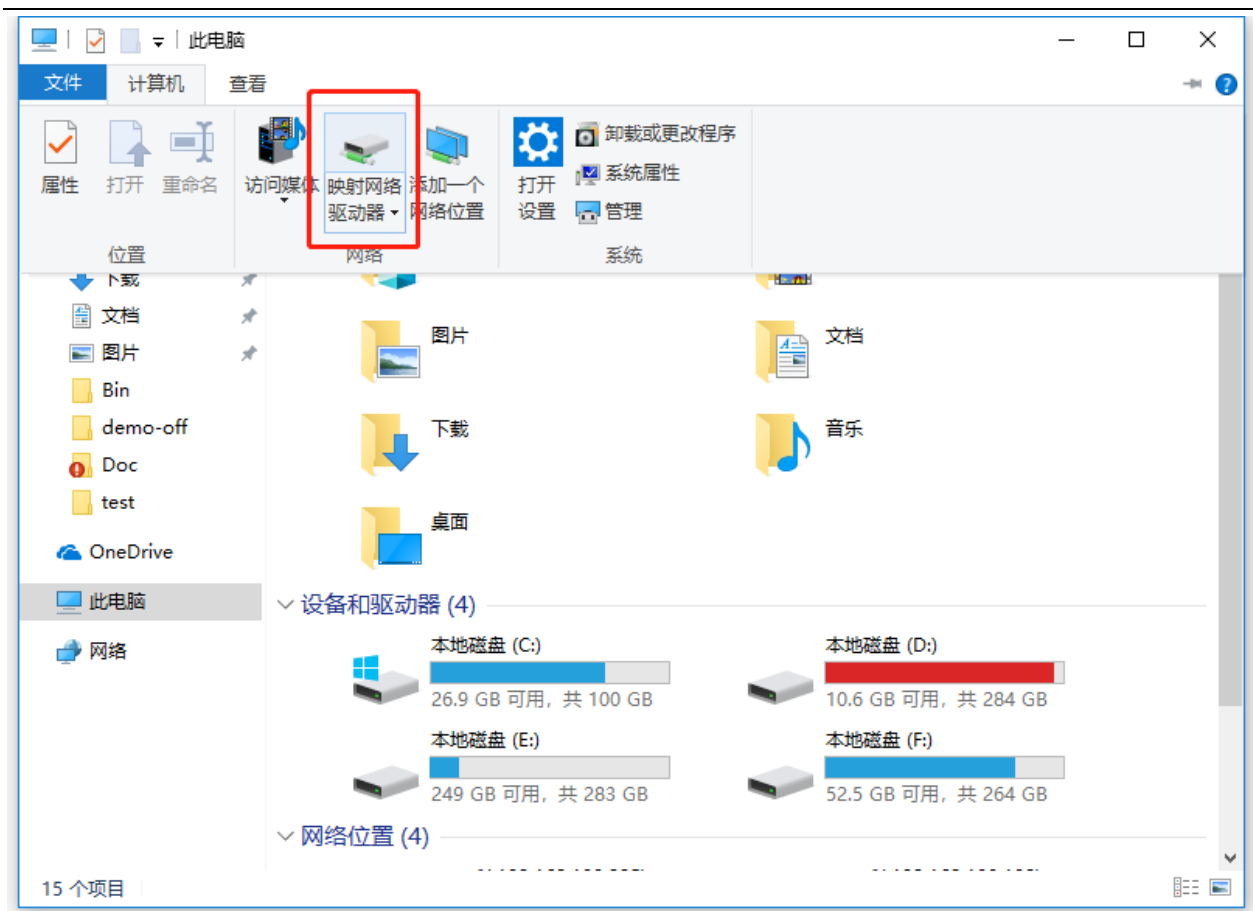 此电脑
文件 计算机 查看
属性 打开 重命名 访问媒体 映射网络驱动器 添加一个网络位置 打开设置 卸载或更改程序
系统属性
管理
位置 网络 系统
下载
文档
图片
Bin
demo-off
Doc
test
OneDrive
此电脑
网络
图片 文档
下载 音乐
桌面
设备和驱动器 (4)
本地磁盘 (C:) 本地磁盘 (D:)
26.9 GB 可用，共 100 GB 10.6 GB 可用，共 284 GB
本地磁盘 (E:) 本地磁盘 (F:)
249 GB 可用，共 283 GB 52.5 GB 可用，共 264 GB
网络位置 (4)
15 个项目